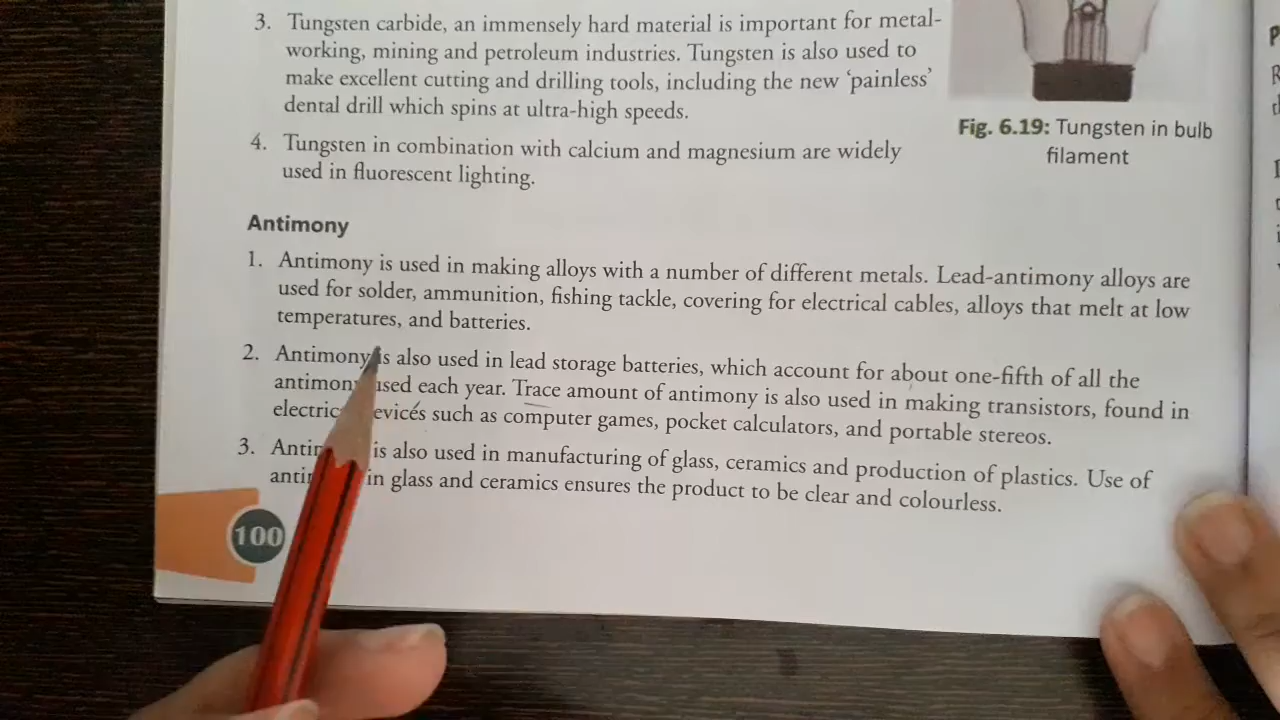 3. Tungsten carbide, an immensely hard material is important for metal-
working, mining and petroleum industries. Tungsten is also used to
make excellent cutting and drilling tools, including the new ‘painless’
dental drill which spins at ultra-high speeds.
4. Tungsten in combination with calcium and magnesium are widely
used in fluorescent lighting.
Fig. 6.19: Tungsten in bulb
filament
Antimony
1. Antimony is used in making alloys with a number of different metals. Lead-antimony alloys are
used for solder, ammunition, fishing tackle, covering for electrical cables, alloys that melt at low
temperatures, and batteries.
2. Antimony is also used in lead storage batteries, which account for about one-fifth of all the
used each year. Trace amount of antimony is also used in making transistors, found in
such as computer games, pocket calculators, and portable stereos.
3. is also used in manufacturing of glass, ceramics and production of plastics. Use of
in glass and ceramics ensures the product to be clear and colourless.
100